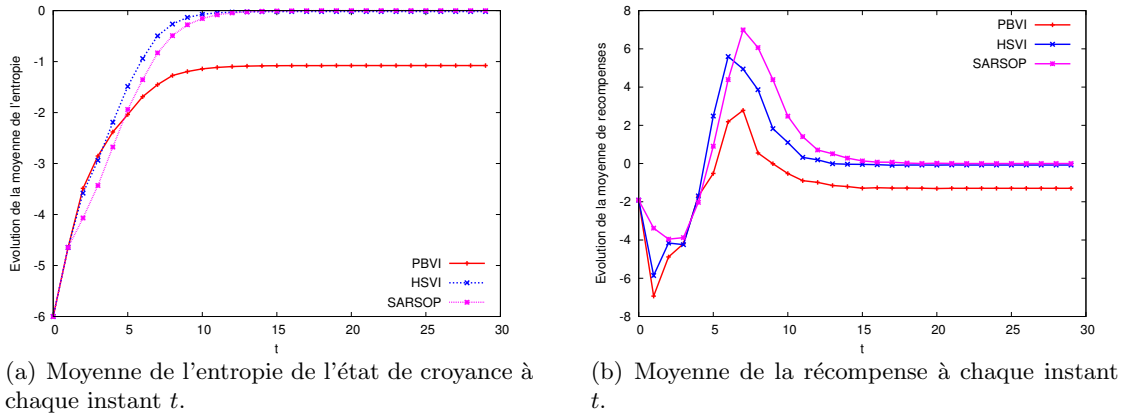 Evolution de la moyenne de l'entropie
0
-1
-2
-3
-4
-5
-6
0 5 10 15 20 25 30
t
PBVI
HSVI
SARSOP
(a) Moyenne de l'entropie de l'état de croyance à
chaque instant t.
Evolution de la moyenne de recompenses
8
6
4
2
0
-2
-4
-6
-8
0 5 10 15 20 25 30
t
PBVI
HSVI
SARSOP
(b) Moyenne de la récompense à chaque instant
t.